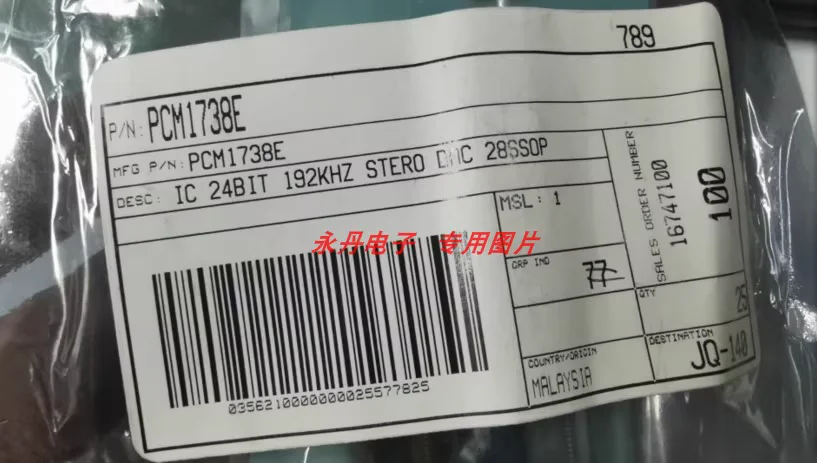 789
P/N: PCM1738E
MFG P/N: PCM1738E
DESC: IC 24BIT 192KHZ STERO DAC 28SSOP
MSL: 1
SALES ORDER NUMBER
16747100
100
永丹电子 专用图片
GRP IND
77
QTY
25
COUNTRY/ORIGIN
MALAYSIA
DESTINATION
JQ-140
0356210000000025577825